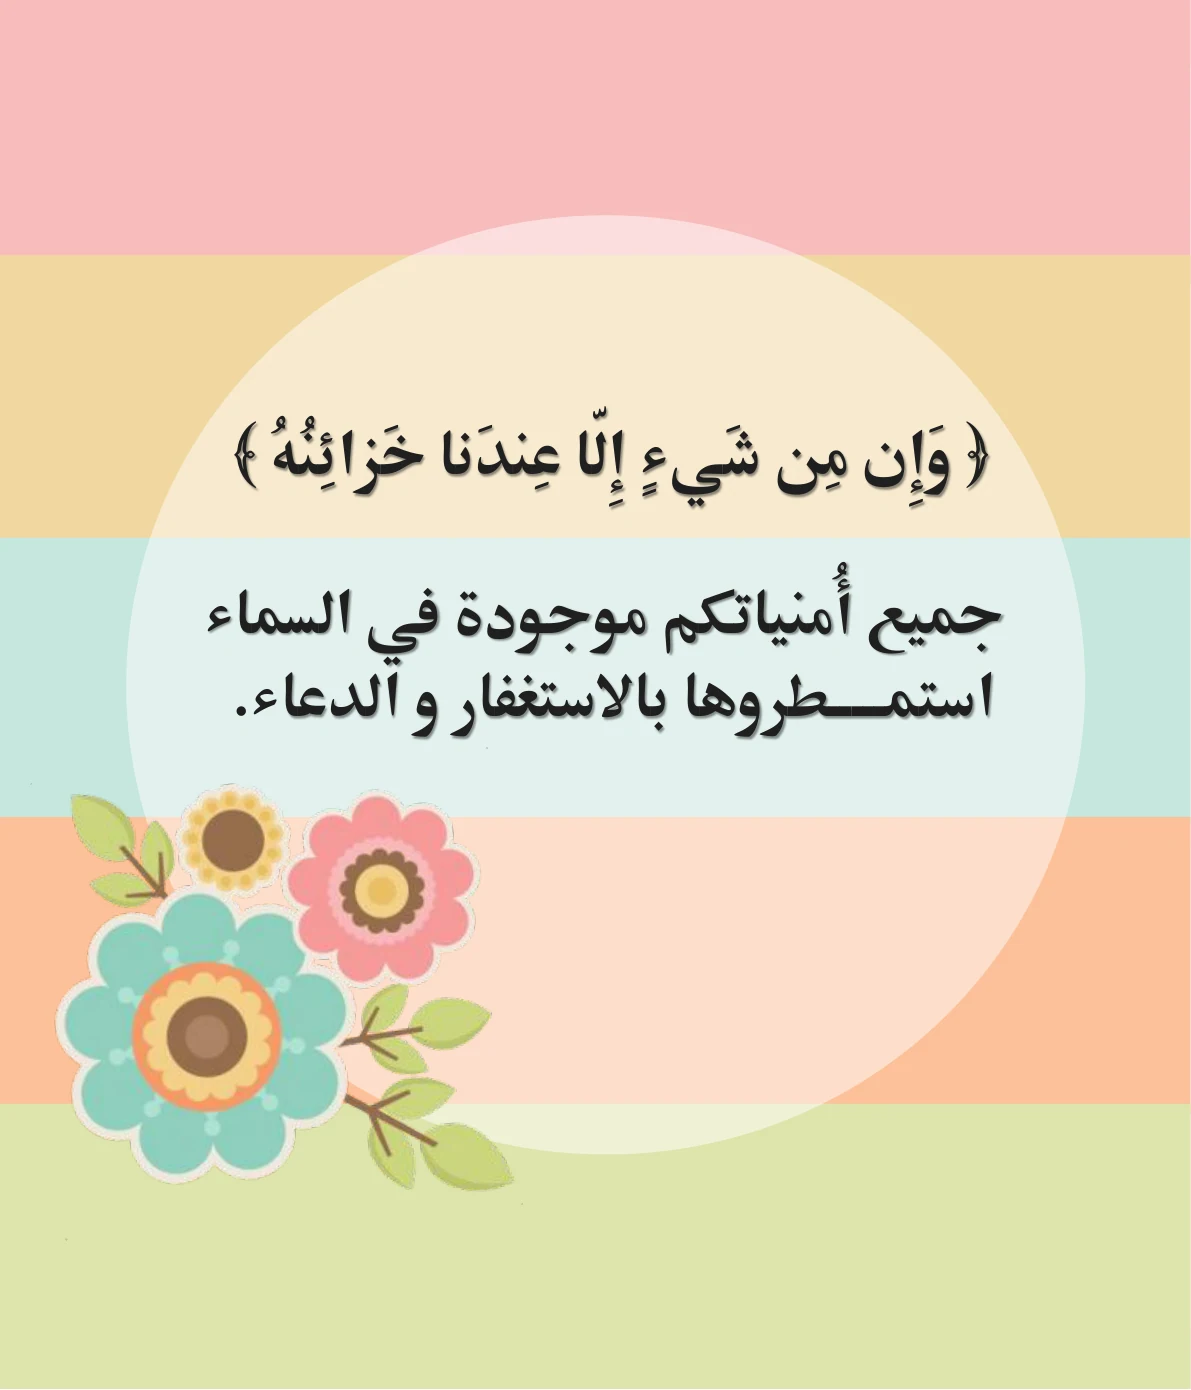 ﴿ وَإِن مِن شَيءٍ إِلّا عِندَنا خَزائِنُهُ ﴾
جميع أُمنياتكم موجودة في السماء
استمـــطروها بالاستغفار و الدعاء.